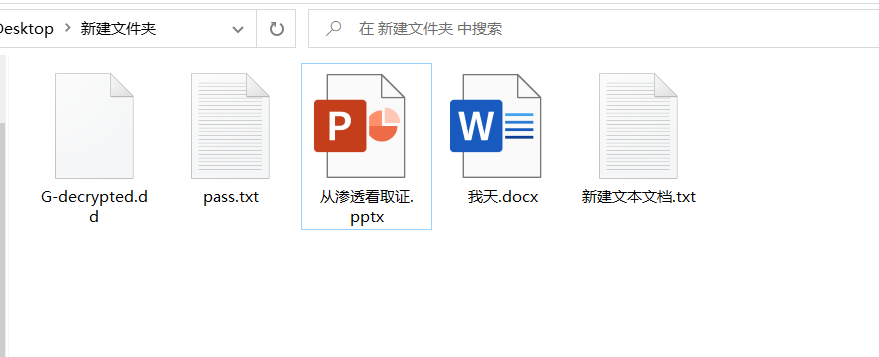 Desktop > 新建文件夹
在 新建文件夹 中搜索
G-decrypted.d
d
pass.txt
从渗透看取证.
pptx
我天.docx
新建文本文档.txt